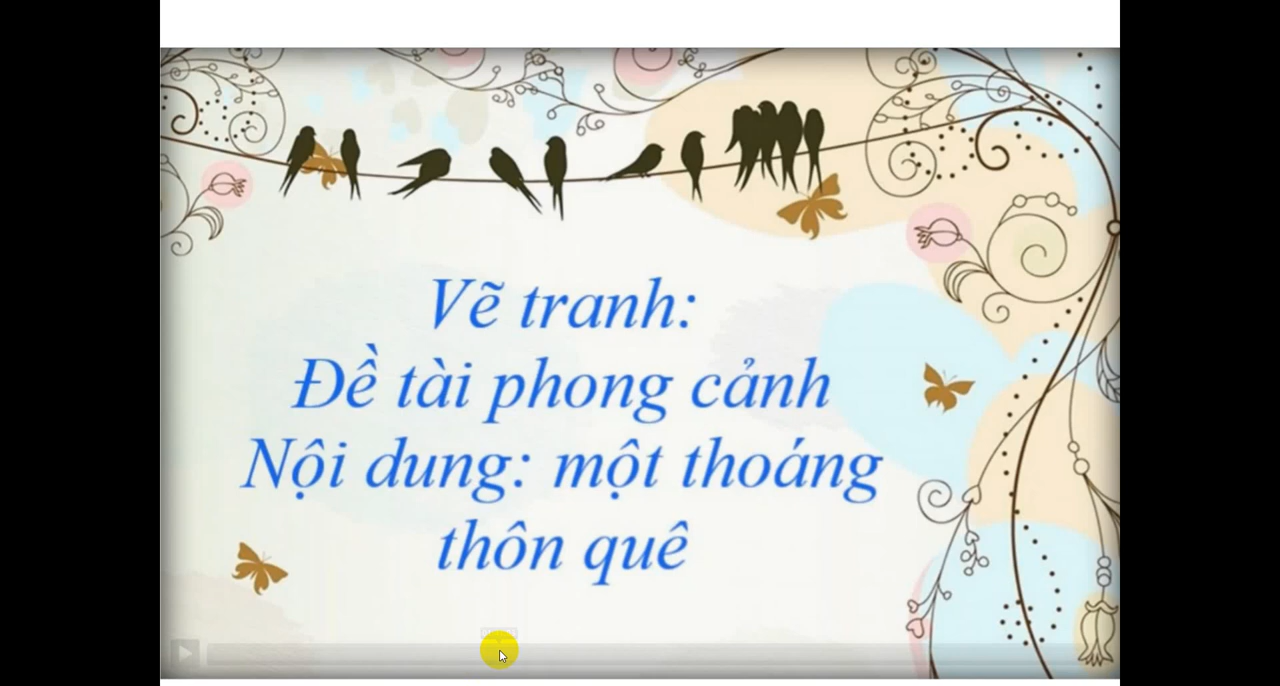 Vẽ tranh:
Đề tài phong cảnh
Nội dung: một thoáng
thôn quê